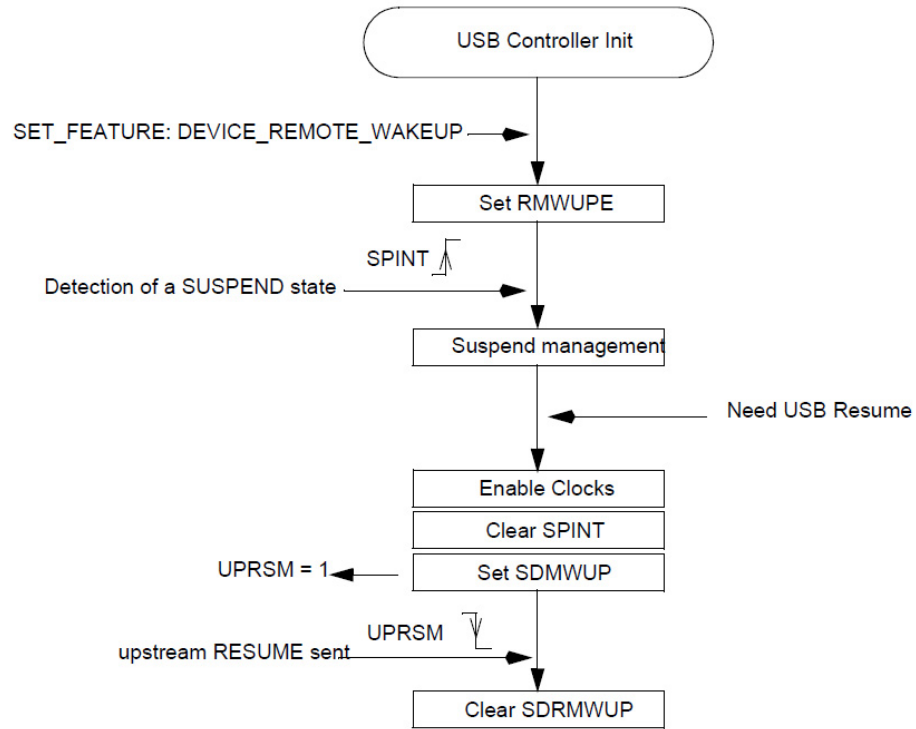 USB Controller Init
SET_FEATURE: DEVICE_REMOTE_WAKEUP
Set RMWUPE
SPINT
Detection of a SUSPEND state
Suspend management
Need USB Resume
Enable Clocks
Clear SPINT
UPRSM = 1
Set SDMWUP
UPRSM
upstream RESUME sent
Clear SDRMWUP